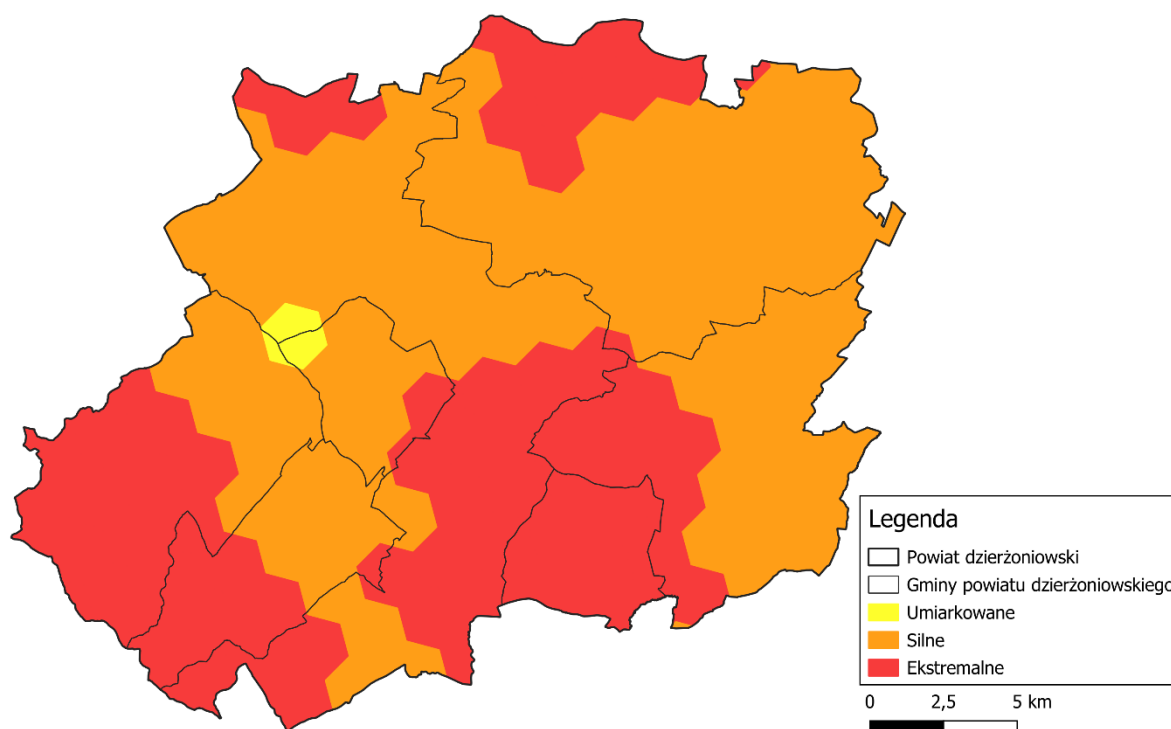 Legenda
Powiat dzierżoniowski
Gminy powiatu dzierżoniowskiego
Umiarkowane
Silne
Ekstremalne
0 2,5 5 km